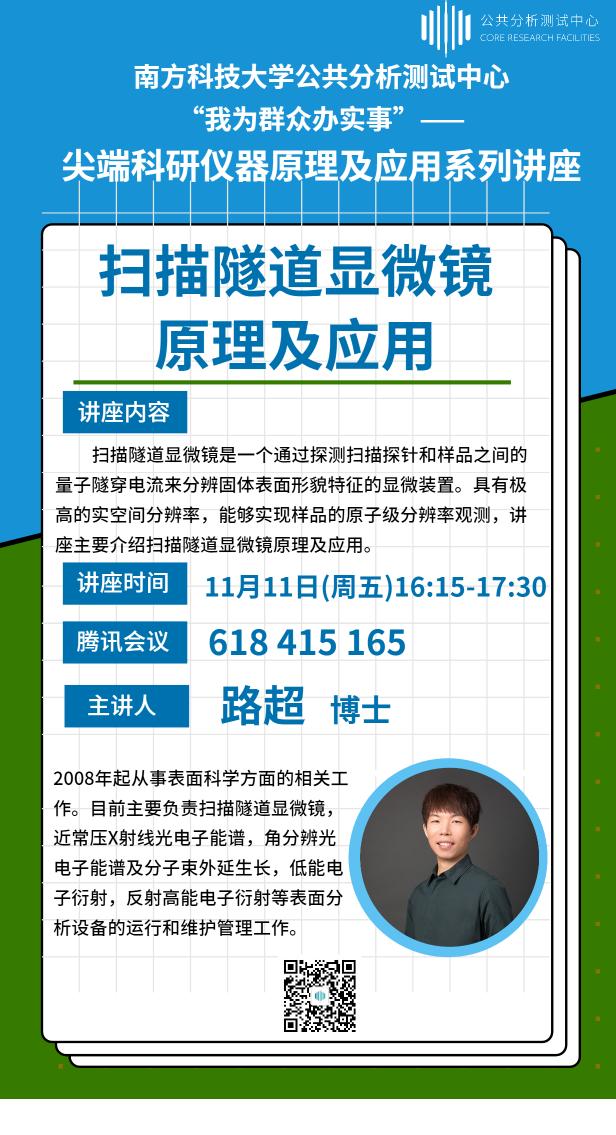 公共分析测试中心
CORE RESEARCH FACILITIES
南方科技大学公共分析测试中心
“我为群众办实事”——
尖端科研仪器原理及应用系列讲座
扫描隧道显微镜
原理及应用
讲座内容
扫描隧道显微镜是一个通过探测扫描探针和样品之间的
量子隧穿电流来分辨固体表面形貌特征的显微装置。具有极
高的实空间分辨率，能够实现样品的原子级分辨率观测，讲
座主要介绍扫描隧道显微镜原理及应用。
讲座时间
11月11日(周五)16:15-17:30
腾讯会议
618 415 165
主讲人
路超 博士
2008年起从事表面科学方面的相关工
作。目前主要负责扫描隧道显微镜，
近常压X射线光电子能谱，角分辨光
电子能谱及分子束外延生长，低能电
子衍射，反射高能电子衍射等表面分
析设备的运行和维护管理工作。